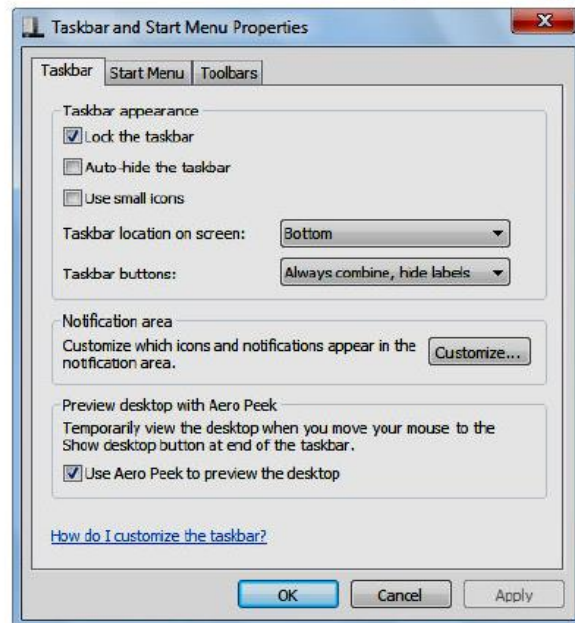 Taskbar and Start Menu Properties
Taskbar Start Menu Toolbars
Taskbar appearance
Lock the taskbar
Auto-hide the taskbar
Use small icons
Taskbar location on screen: Bottom
Taskbar buttons: Always combine, hide labels
Notification area
Customize which icons and notifications appear in the
notification area.
Customize...
Preview desktop with Aero Peek
Temporarily view the desktop when you move your mouse to the
Show desktop button at end of the taskbar.
Use Aero Peek to preview the desktop
How do I customize the taskbar?
OK Cancel Apply